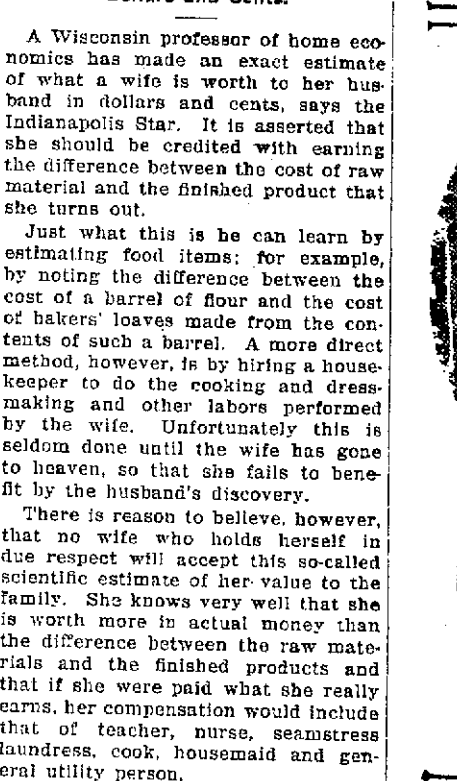 Dollars and Cents.
A Wisconsin professor of home eco-
nomics has made an exact estimate
of what a wife is worth to her hus-
band in dollars and cents, says the
Indianapolis Star. It is asserted that
she should be credited with earning
the difference between the cost of raw
material and the finished product that
she turns out.
Just what this is he can learn by
estimating food items; for example,
by noting the difference between the
cost of a barrel of flour and the cost
of bakers' loaves made from the con-
tents of such a barrel. A more direct
method, however, is by hiring a house-
keeper to do the cooking and dress-
making and other labors performed
by the wife. Unfortunately this is
seldom done until the wife has gone
to heaven, so that she fails to bene-
fit by the husband's discovery.
There is reason to believe, however,
that no wife who holds herself in
due respect will accept this so-called
scientific estimate of her value to the
family. She knows very well that she
is worth more in actual money than
the difference between the raw mate-
rials and the finished products and
that if she were paid what she really
earns, her compensation would include
that of teacher, nurse, seamstress
laundress, cook, housemaid and gen-
eral utility person.